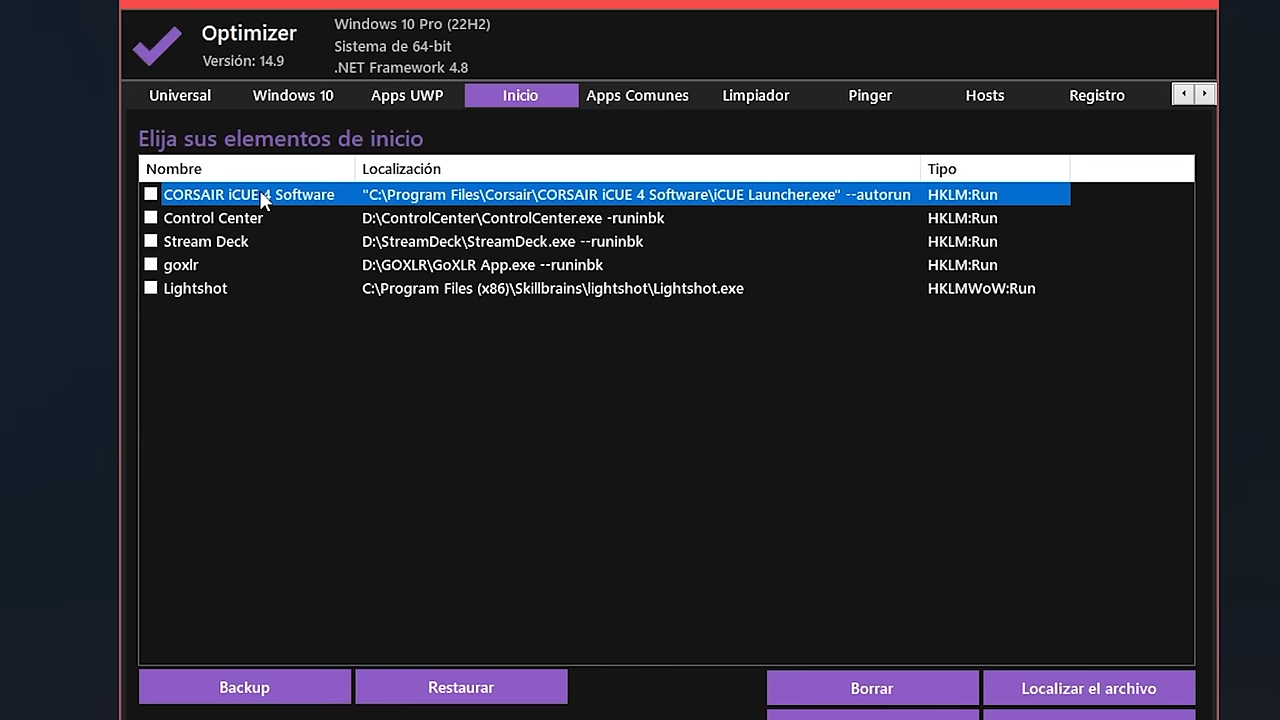 Optimizer
Versión: 14.9
Windows 10 Pro (22H2)
Sistema de 64-bit
.NET Framework 4.8
Universal Windows 10 Apps UWP Inicio Apps Comunes Limpiador Pinger Hosts Registro
Elija sus elementos de inicio
Nombre Localización Tipo
CORSAIR iCUE 4 Software "C:\Program Files\Corsair\CORSAIR iCUE 4 Software\iCUE Launcher.exe" --autorun HKLM:Run
Control Center D:\ControlCenter\ControlCenter.exe -runinbk HKLM:Run
Stream Deck D:\StreamDeck\StreamDeck.exe --runinbk HKLM:Run
goxlr D:\GOXLR\GoXLR App.exe --runinbk HKLM:Run
Lightshot C:\Program Files (x86)\Skillbrains\lightshot\Lightshot.exe HKLMWoW:Run
Backup Restaurar Borrar Localizar el archivo